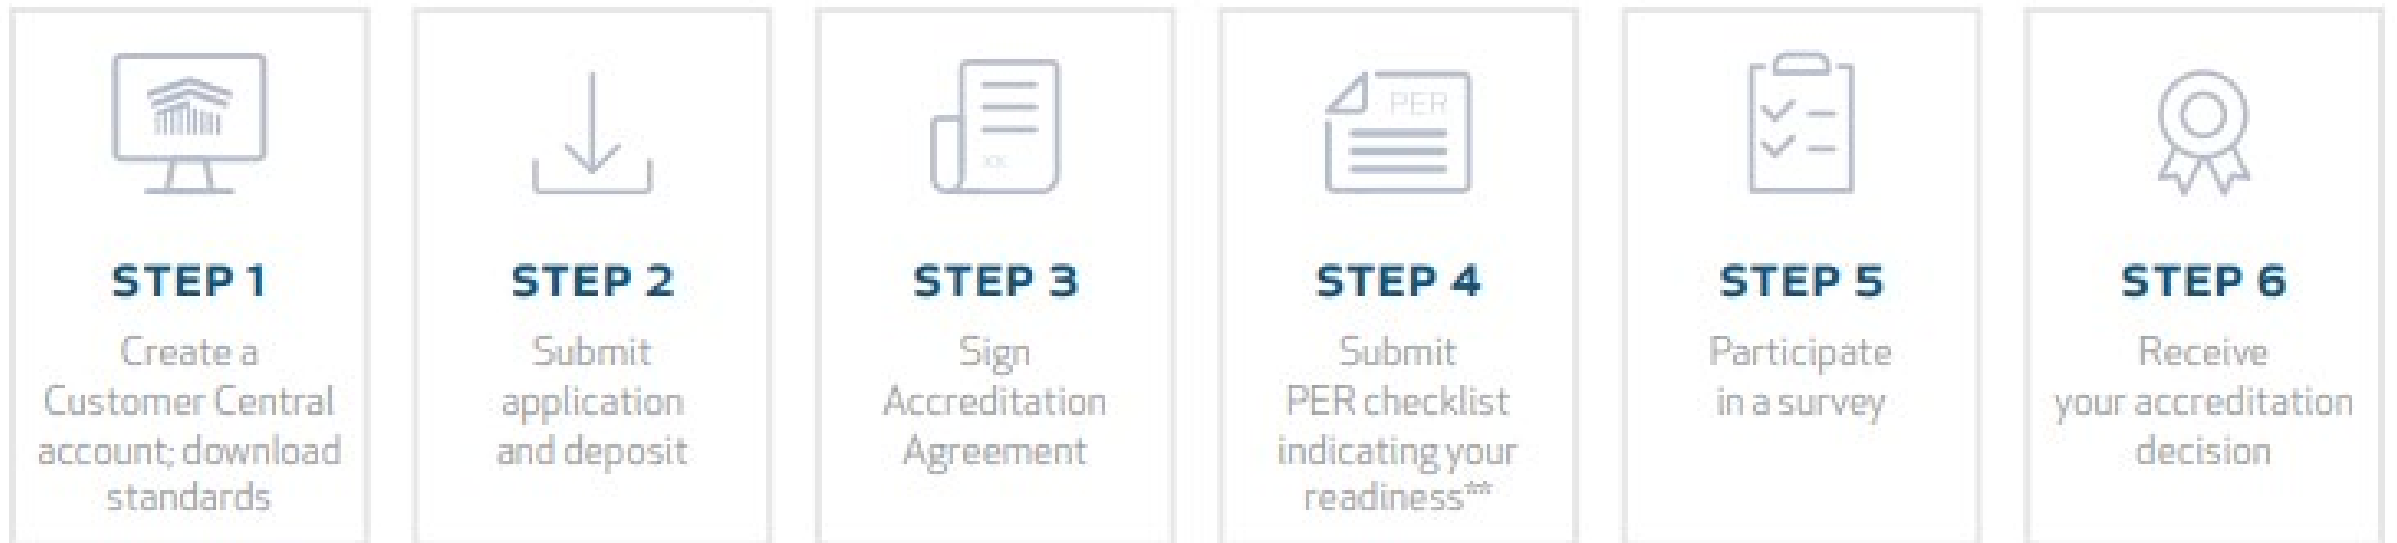 STEP 1
Create a
Customer Central
account; download
standards
STEP 2
Submit
application
and deposit
XX
STEP 3
Sign
Accreditation
Agreement
PER
STEP 4
Submit
PER checklist
indicating your
readiness**
STEP 5
Participate
in a survey
STEP 6
Receive
your accreditation
decision